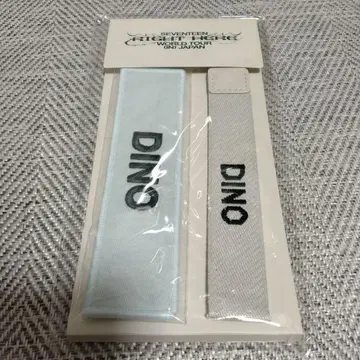 SEVENTEEN
RIGHT HERE
WORLD TOUR
IN JAPAN
DINO
DINO